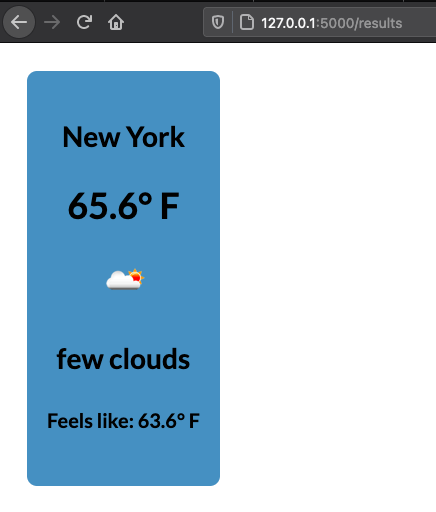 127.0.0.1:5000/results
New York
65.6° F
few clouds
Feels like: 63.6° F